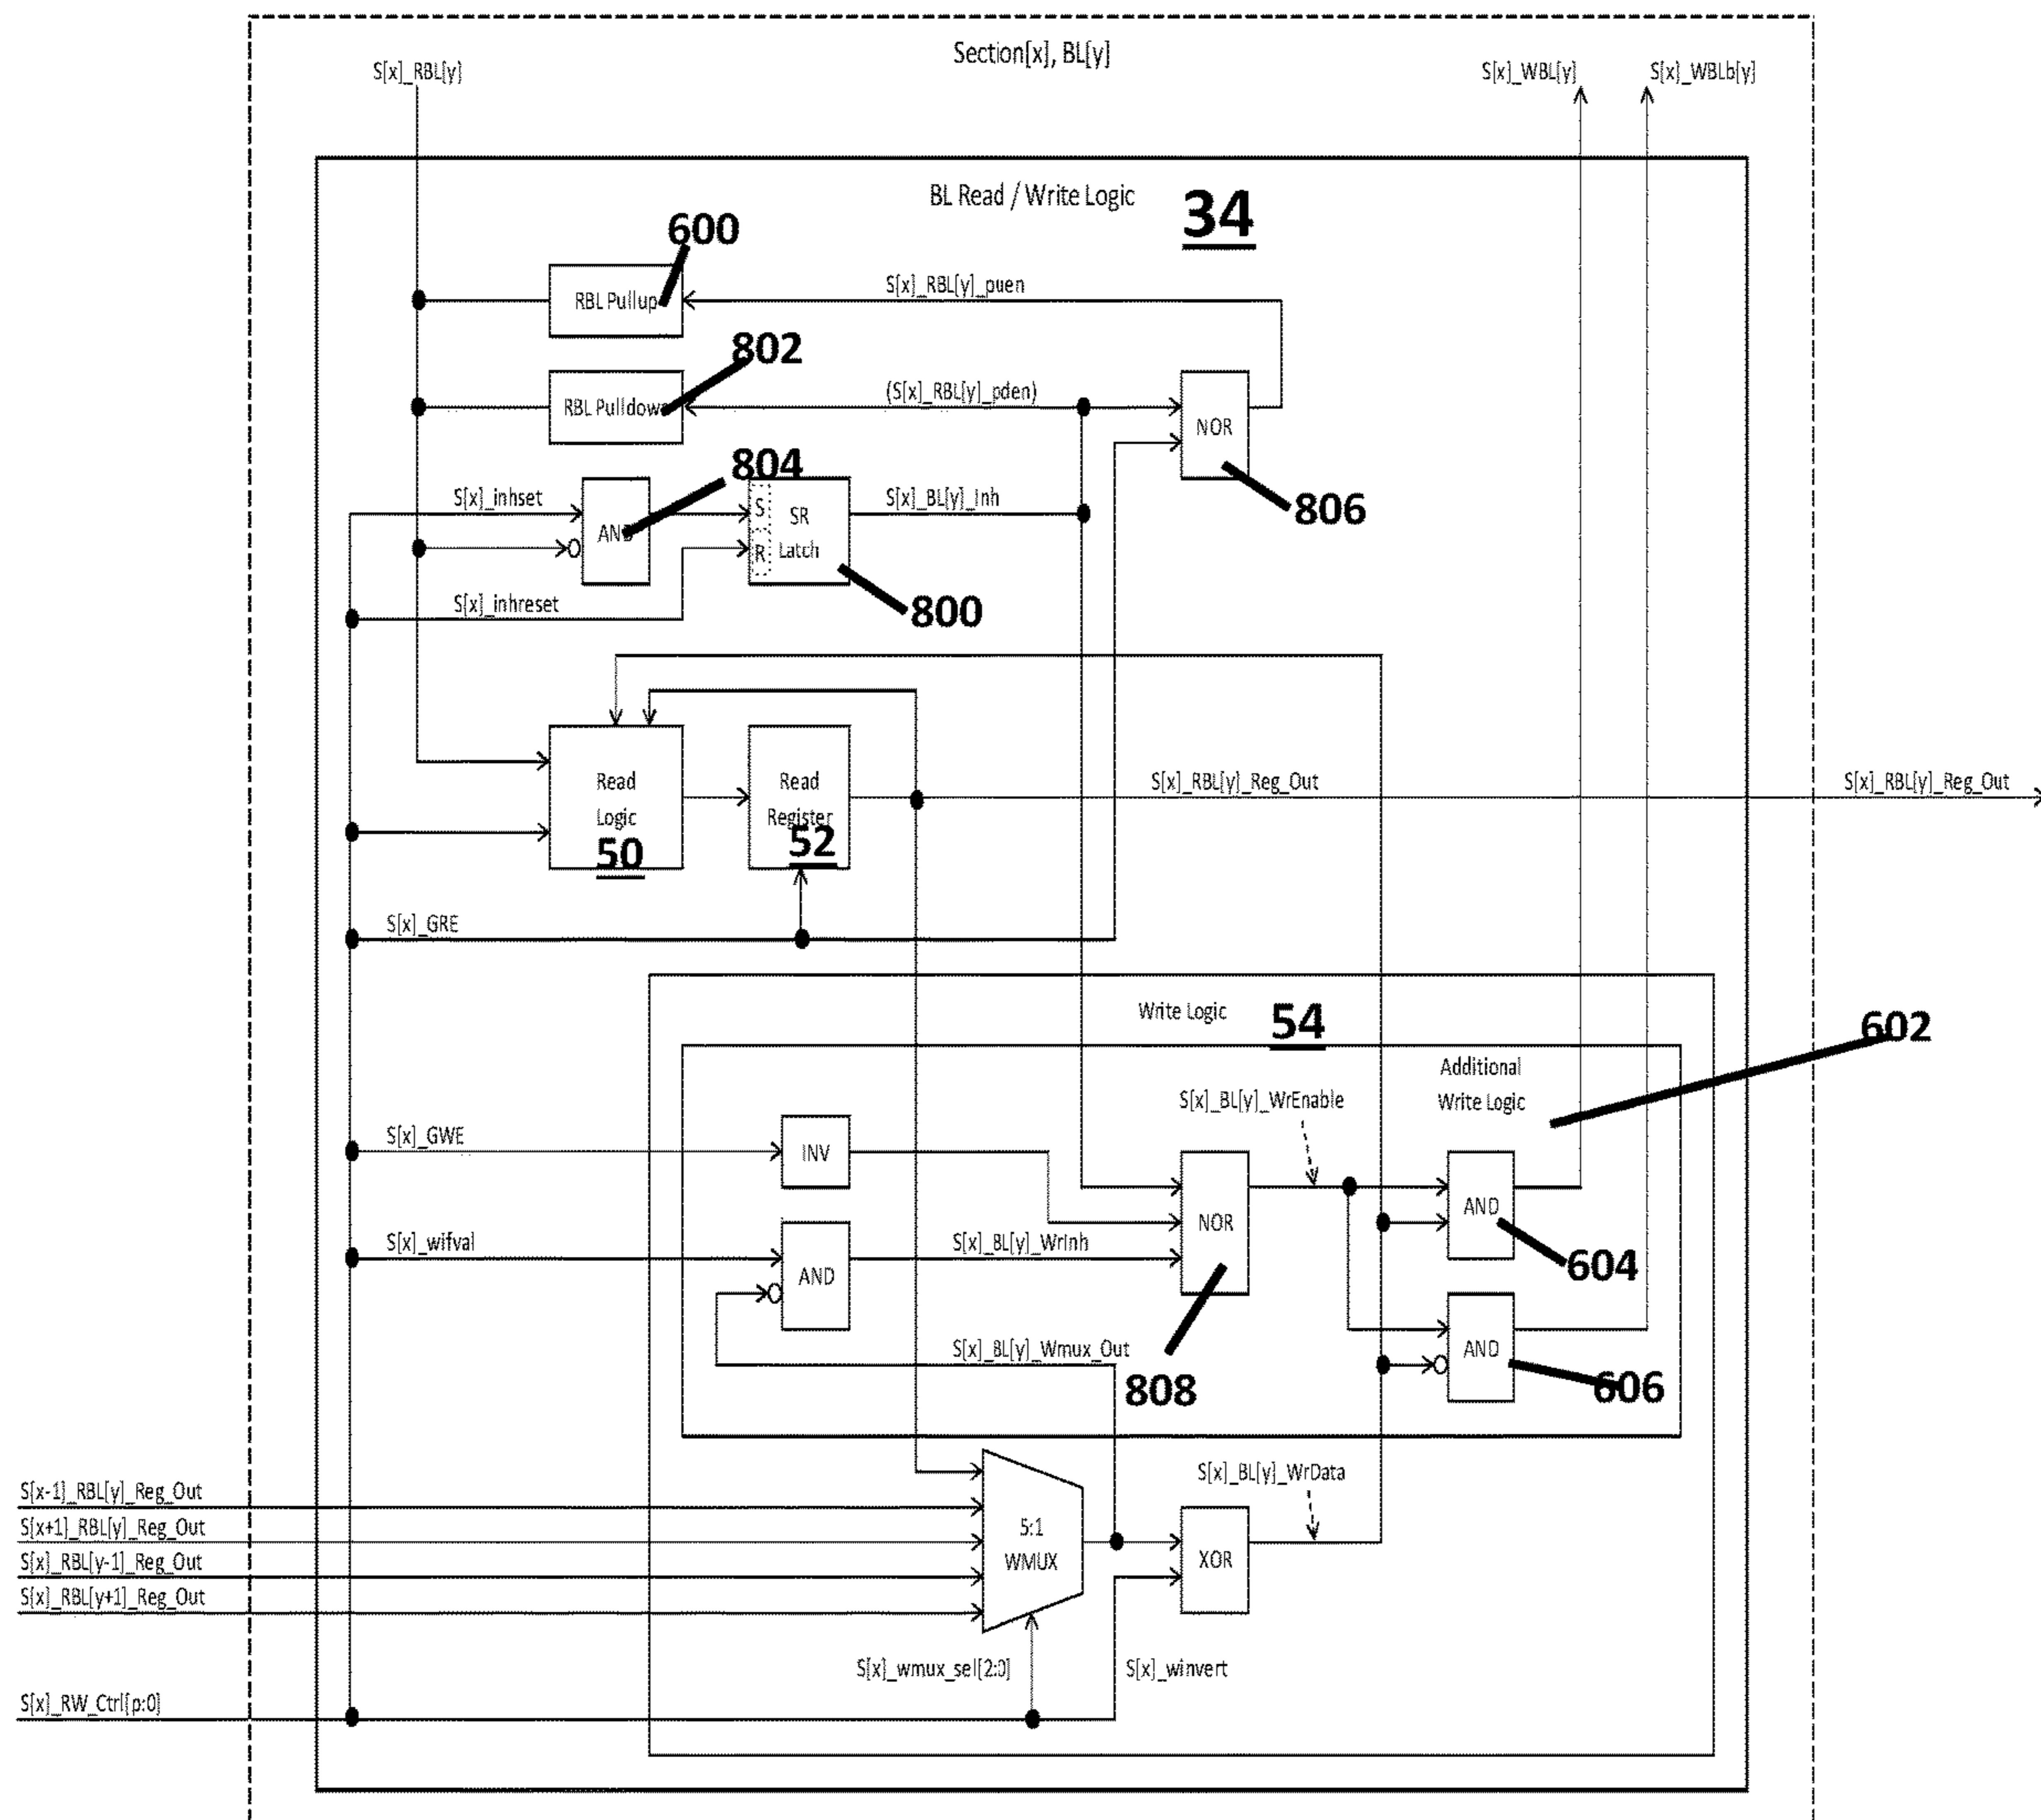 Section[x], BL[y]
S[x]_RBL[y]
S[x]_WBL[y]
S[x]_WBLb[y]
BL Read / Write Logic
34
600
RBL Pullup
S[x]_RBL[y]_puen
802
RBL Pulldown
(S[x]_RBL[y]_pden)
NOR
806
804
S[x]_inhset
AND
S
R
SR
Latch
S[x]_BL[y]_Inh
800
S[x]_inhreset
Read
Logic
50
Read
Register
52
S[x]_RBL[y]_Reg_Out
S[x]_RBL[y]_Reg_Out
S[x]_GRE
Write Logic
54
602
Additional
Write Logic
S[x]_BL[y]_WrEnable
S[x]_GWE
INV
NOR
AND
604
S[x]_wifval
AND
S[x]_BL[y]_WrInh
AND
606
S[x]_BL[y]_Wmux_Out
808
S[x]_BL[y]_WrData
S[x-1]_RBL[y]_Reg_Out
S[x+1]_RBL[y]_Reg_Out
S[x]_RBL[y-1]_Reg_Out
S[x]_RBL[y+1]_Reg_Out
5:1
WMUX
XOR
S[x]_wmux_sel[2:0]
S[x]_winvert
S[x]_RW_Ctrl[p:0]